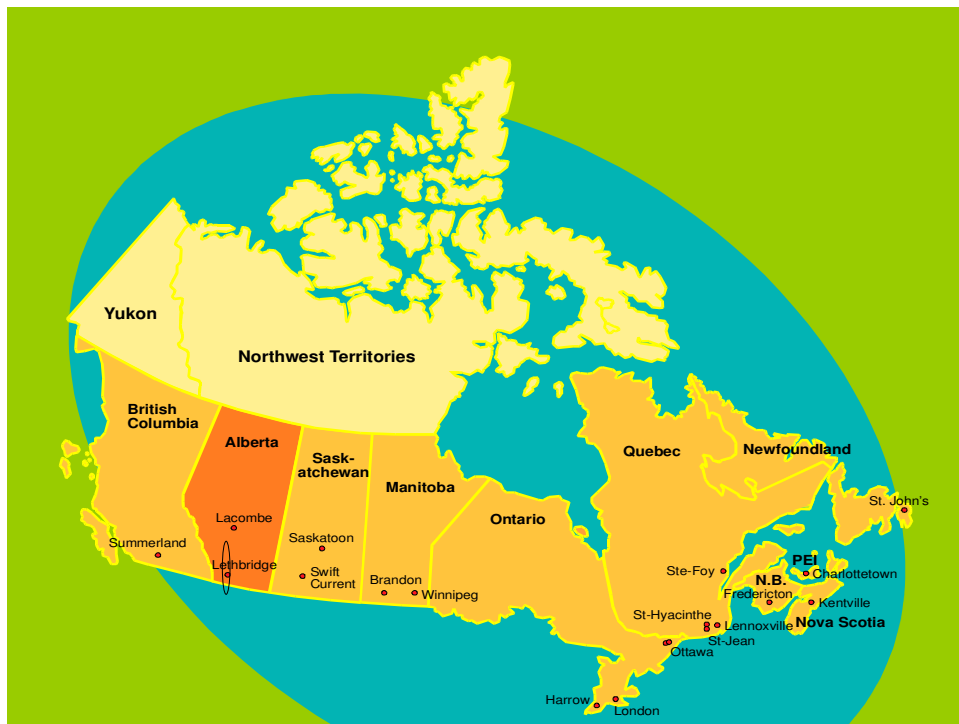 Yukon
Northwest Territories
British
Columbia
Alberta
Sask-
atchewan
Manitoba
Ontario
Quebec
Newfoundland
St. John's
Lacombe
Summerland
Saskatoon
Lethbridge
Swift
Current
Brandon
Winnipeg
Ste-Foy
PEI
Charlottetown
N.B.
Fredericton
Kentville
Nova Scotia
St-Hyacinthe
Lennoxville
St-Jean
Ottawa
Harrow
London